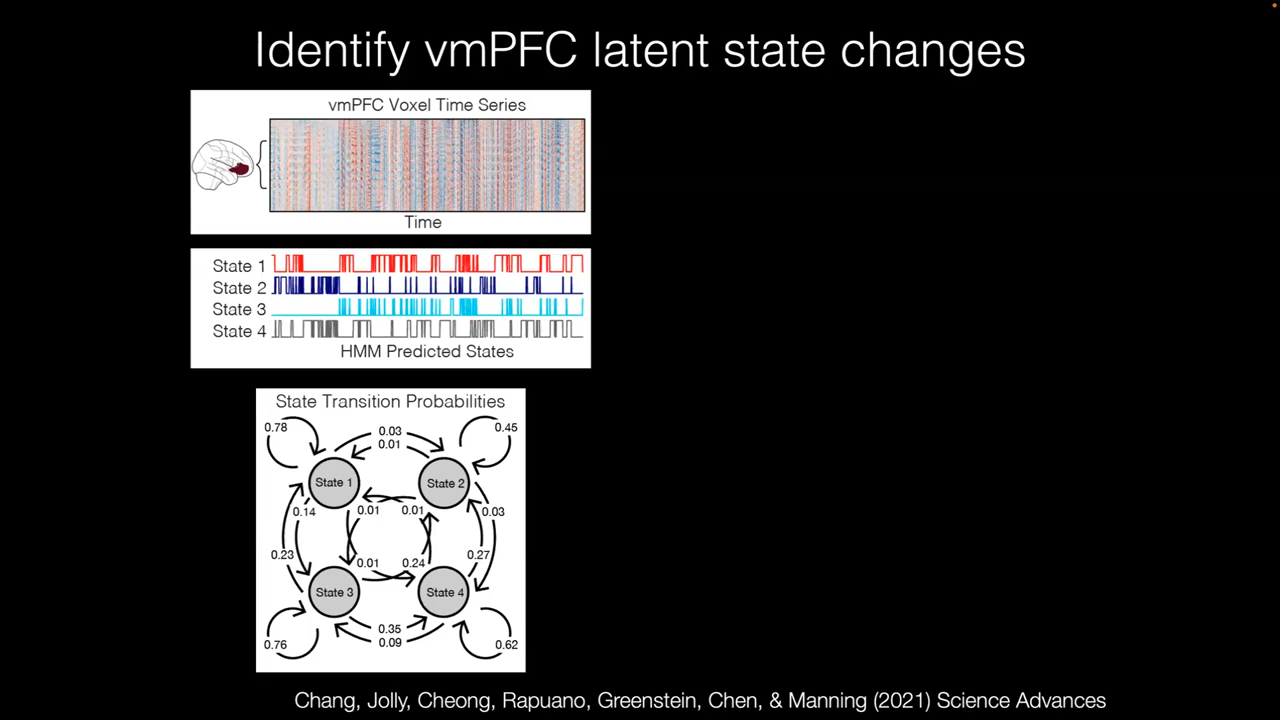 Identify vmPFC latent state changes
vmPFC Voxel Time Series
Time
State 1
State 2
State 3
State 4
HMM Predicted States
State Transition Probabilities
0.78
0.03
0.01
0.45
State 1
State 2
0.14
0.01
0.01
0.03
0.23
0.01
0.24
0.27
State 3
State 4
0.76
0.35
0.09
0.62
Chang, Jolly, Cheong, Rapuano, Greenstein, Chen, & Manning (2021) Science Advances